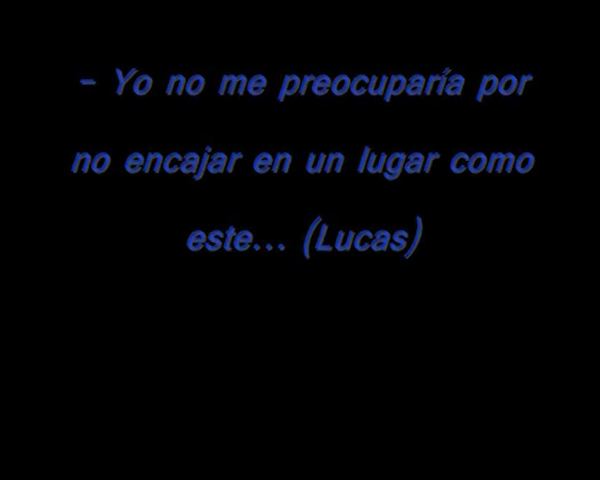 - Yo no me preocuparía por
no encajar en un lugar como
este... (Lucas)